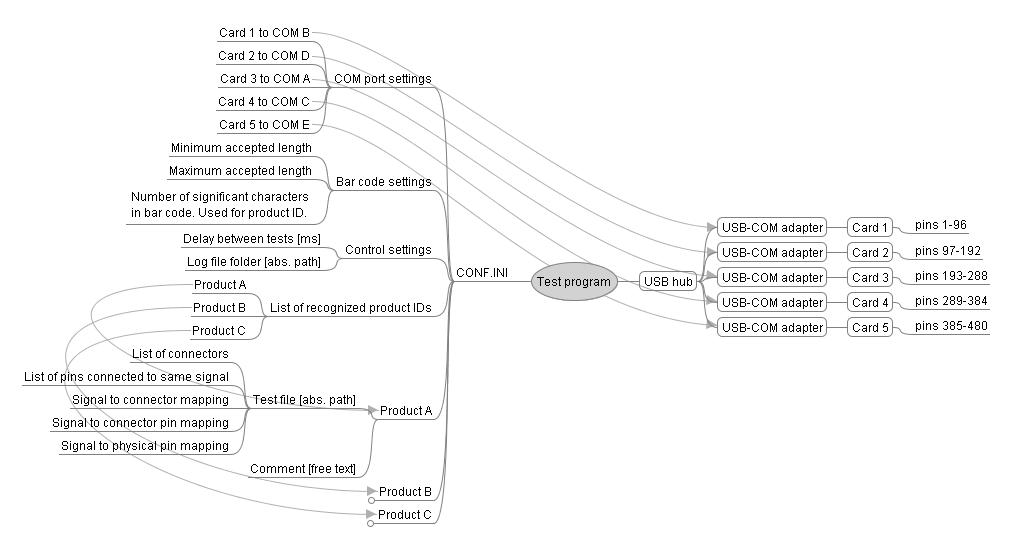 Card 1 to COM B
Card 2 to COM D
Card 3 to COM A
Card 4 to COM C
Card 5 to COM E
COM port settings
Minimum accepted length
Maximum accepted length
Number of significant characters
in bar code. Used for product ID.
Bar code settings
Delay between tests [ms]
Log file folder [abs. path]
Control settings
Product A
Product B
Product C
List of recognized product IDs
List of connectors
List of pins connected to same signal
Signal to connector mapping
Signal to connector pin mapping
Signal to physical pin mapping
Test file [abs. path]
Comment [free text]
Product A
Product B
Product C
CONF.INI
Test program
USB hub
USB-COM adapter Card 1 pins 1-96
USB-COM adapter Card 2 pins 97-192
USB-COM adapter Card 3 pins 193-288
USB-COM adapter Card 4 pins 289-384
USB-COM adapter Card 5 pins 385-480